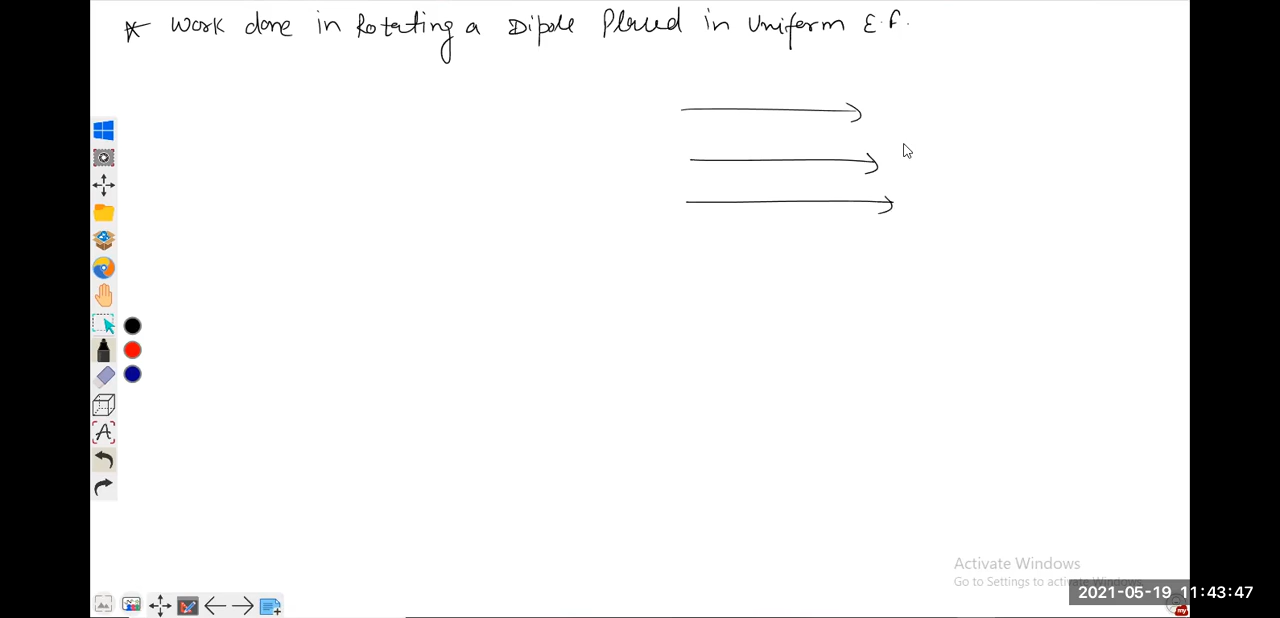 * Work done in Rotating a Dipole Placed in Uniform E.F.
Activate Windows
Go to Settings to activate Windows.
2021-05-19 11:43:47